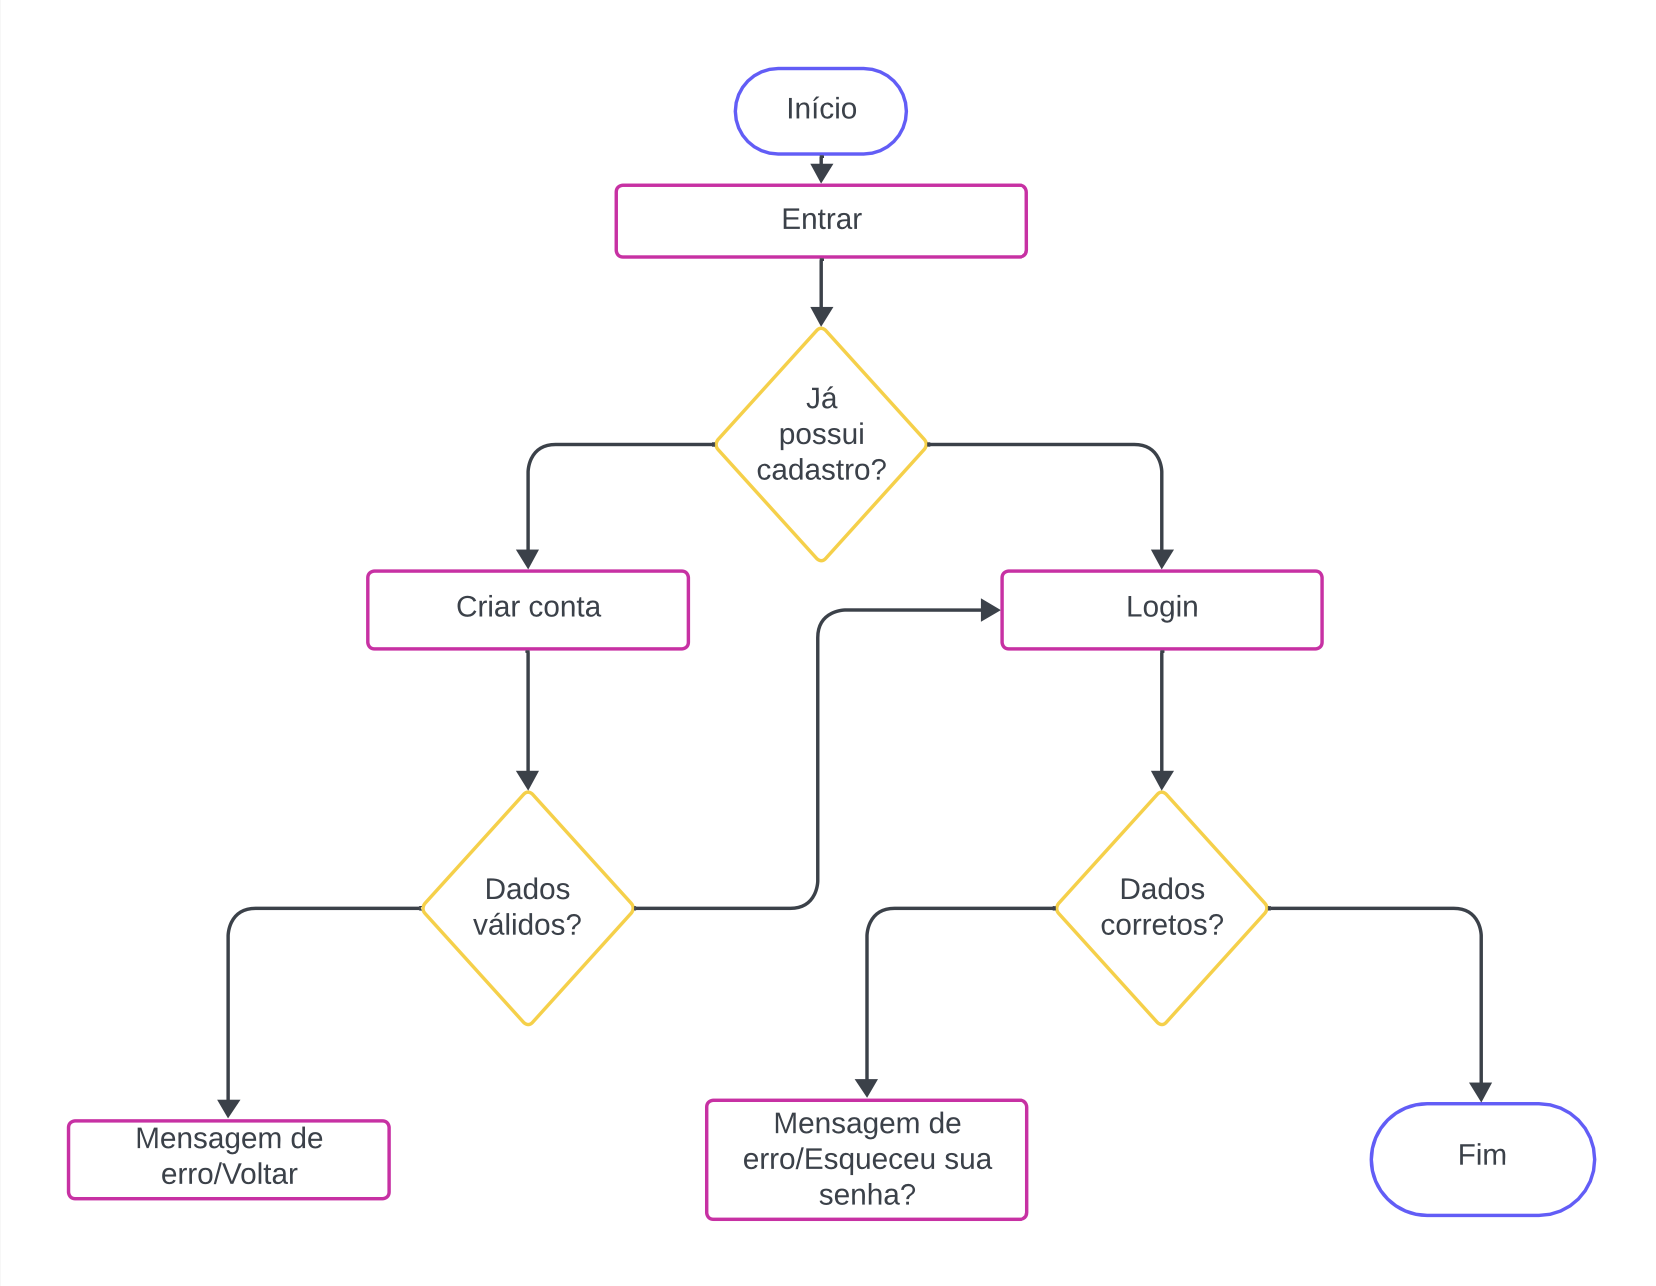 Início
Entrar
Já
possui
cadastro?
Criar conta
Login
Dados
válidos?
Dados
corretos?
Mensagem de
erro/Voltar
Mensagem de
erro/Esqueceu sua
senha?
Fim